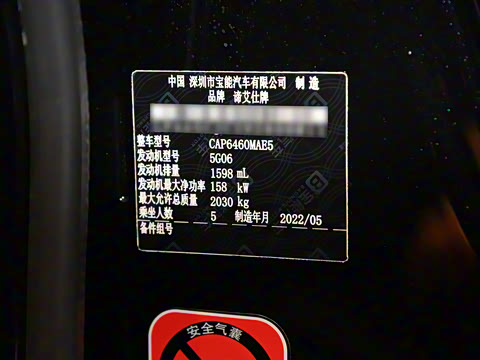 中国 深圳市宝能汽车有限公司 制造
品牌 谛艾仕牌
整车型号 CAP6460MAE5
发动机型号 5G06
发动机排量 1598 mL
发动机最大净功率 158 kW
最大允许总质量 2030 kg
乘坐人数 5 制造年月 2022/05
备件组号
安全气囊